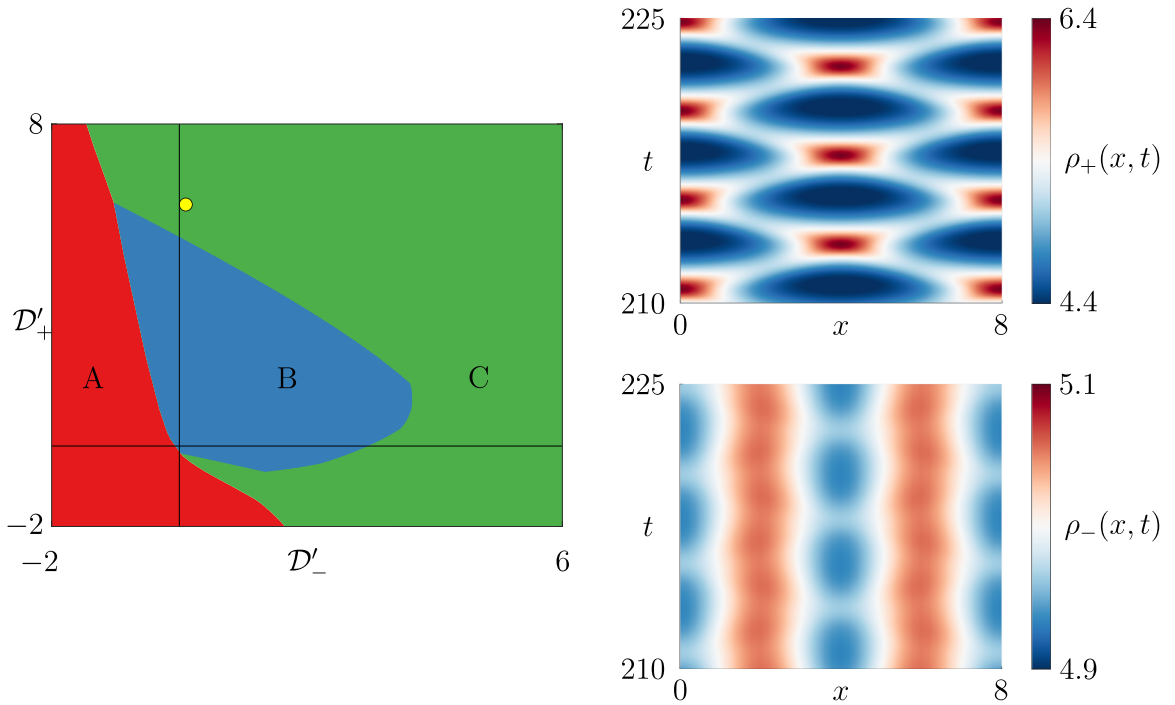 8
𝒟′₊
A
B
C
−2
−2
𝒟′₋
6
225
t
210
0
x
8
6.4
ρ₊(x, t)
4.4
225
t
210
0
x
8
5.1
ρ₋(x, t)
4.9